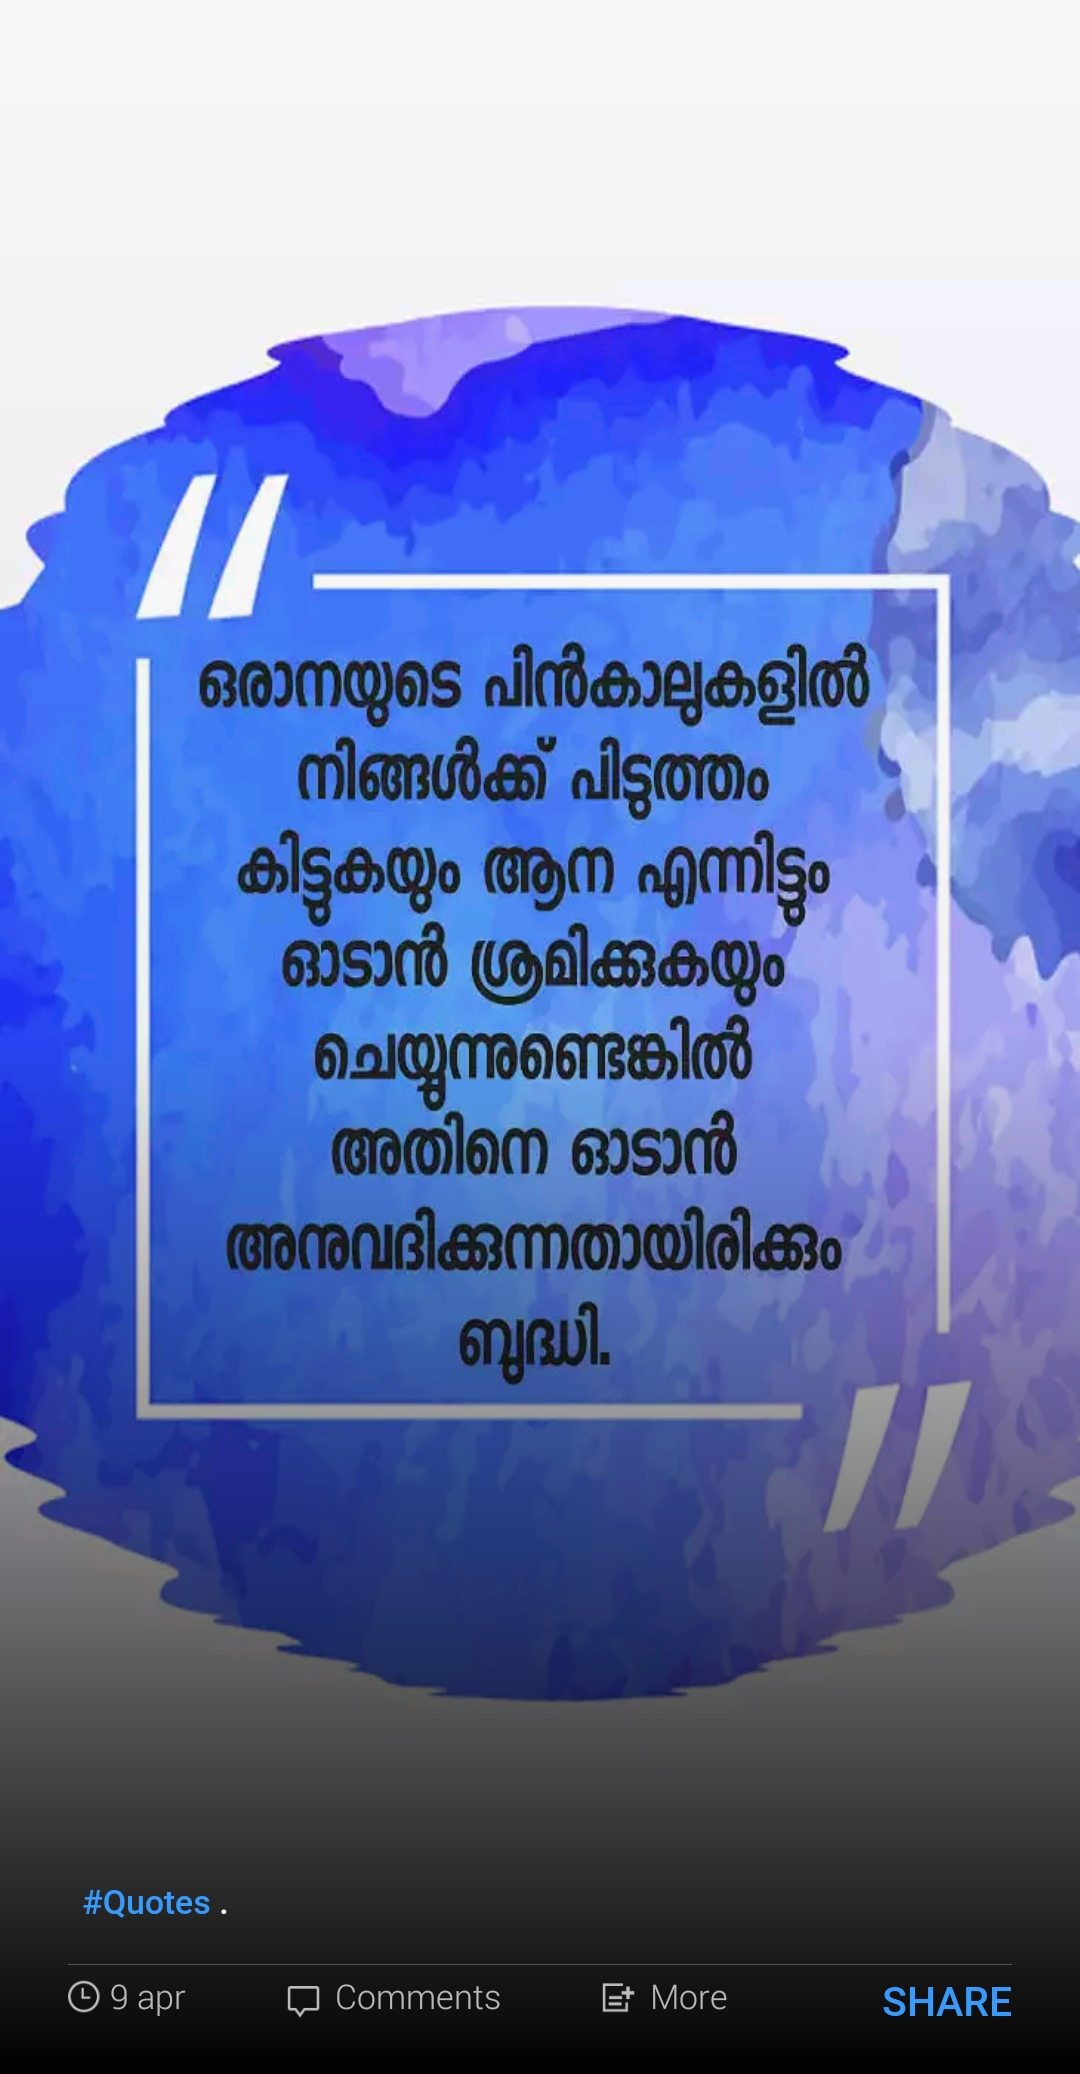 ഒരാനയുടെ പിൻകാലുകളിൽ
നിങ്ങൾക്ക് പിടുത്തം
കിട്ടുകയും ആന എന്നിട്ടും
ഓടാൻ ശ്രമിക്കുകയും
ചെയ്യുന്നുണ്ടെങ്കിൽ
അതിനെ ഓടാൻ
അനുവദിക്കുന്നതായിരിക്കും
ബുദ്ധി.
#Quotes .
9 apr Comments More SHARE